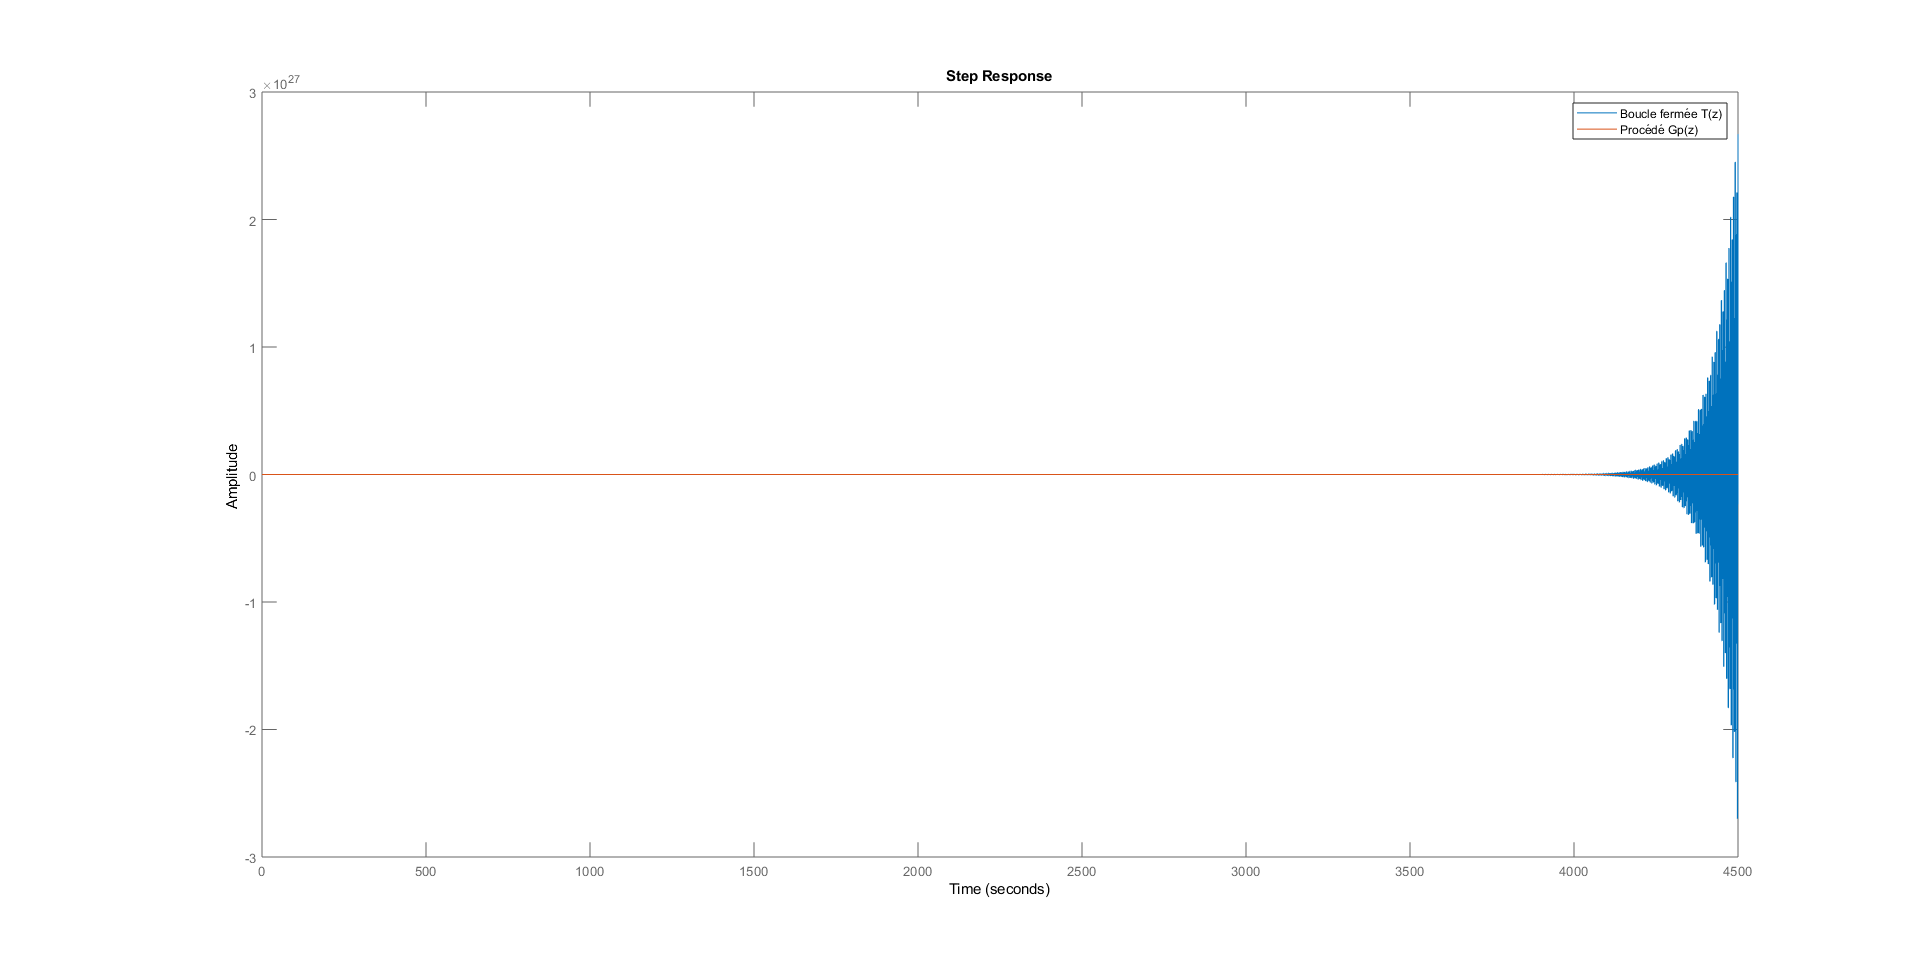 Step Response
×10^27
Boucle fermée T(z)
Procédé Gp(z)
3
2
1
0
-1
-2
-3
Amplitude
0 500 1000 1500 2000 2500 3000 3500 4000 4500
Time (seconds)